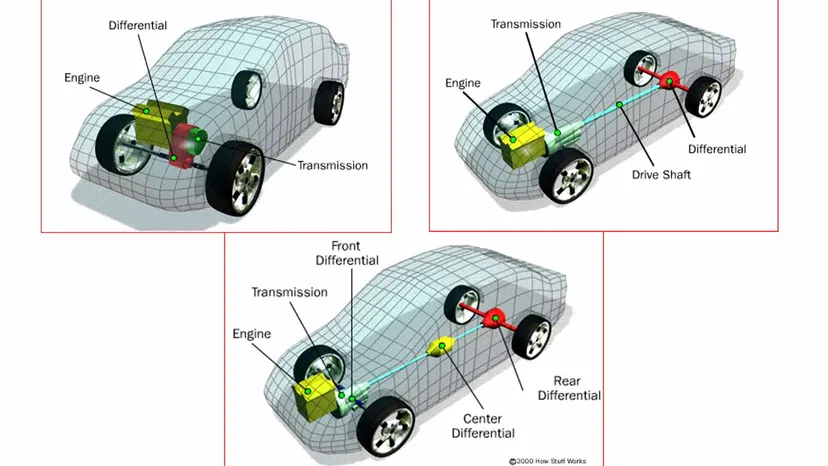 Differential
Engine
Transmission
Transmission
Engine
Differential
Drive Shaft
Front
Differential
Transmission
Engine
Rear
Differential
Center
Differential
©2000 How Stuff Works